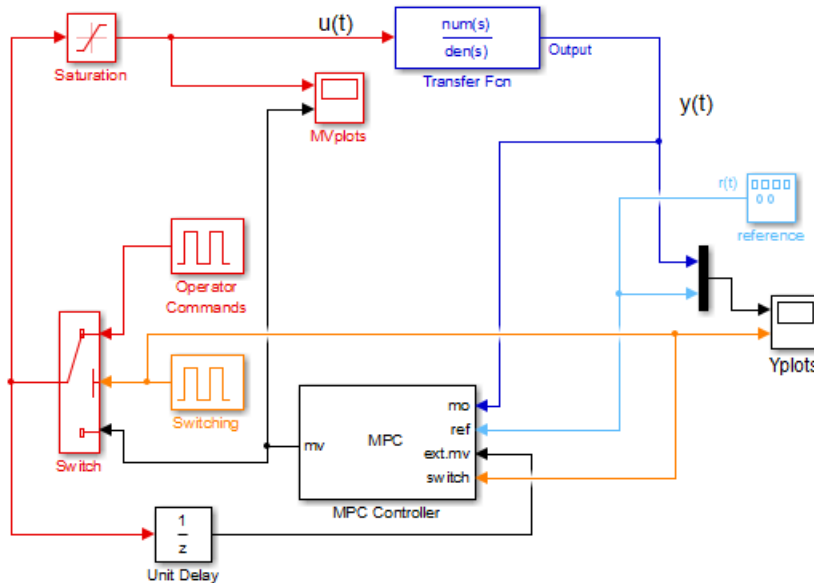 u(t)
num(s)
den(s)
Output
Transfer Fcn
Saturation
MVplots
y(t)
r(t)
reference
Operator
Commands
Switching
Switch
Yplots
mo
ref
ext.mv
switch
mv
MPC
MPC Controller
1
z
Unit Delay